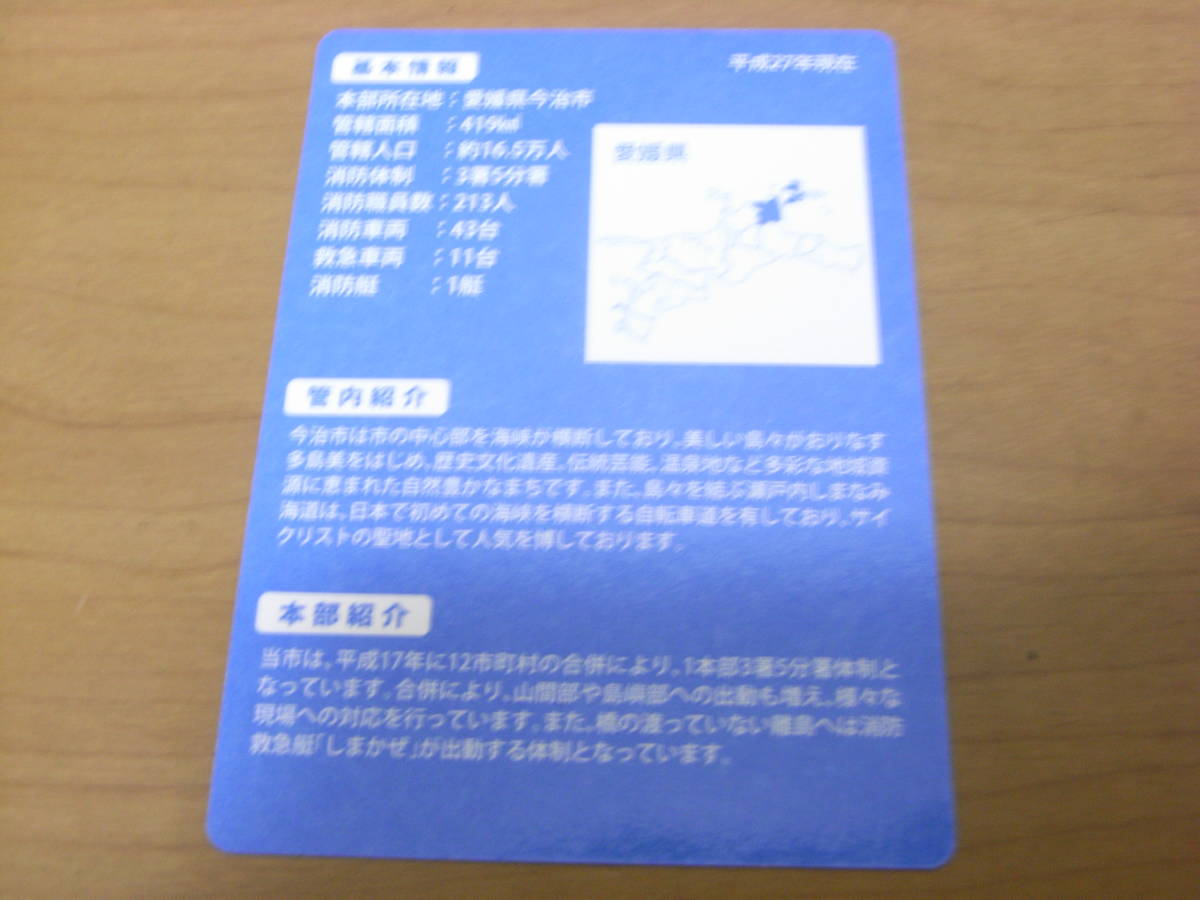 基本情報
平成27年現在
本部所在地：愛媛県今治市
管轄面積　：419㎢
管轄人口　：約16.5万人
消防体制　：3署5分署
消防職員数：213人
消防車両　：43台
救急車両　：11台
消防艇　　：1艇
愛媛県
管内紹介
今治市は市の中心部を海峡が横断しており、美しい島々がおりなす
多島美をはじめ、歴史文化遺産、伝統芸能、温泉地など多彩な地域資
源に恵まれた自然豊かなまちです。また、島々を結ぶ瀬戸内しまなみ
海道は、日本で初めての海峡を横断する自転車道を有しており、サイ
クリストの聖地として人気を博しております。
本部紹介
当市は、平成17年に12市町村の合併により、1本部3署5分署体制と
なっています。合併により、山間部や島嶼部への出動も増え、様々な
現場への対応を行っています。また、橋の渡っていない離島へは消防
救急艇「しまかぜ」が出動する体制となっています。